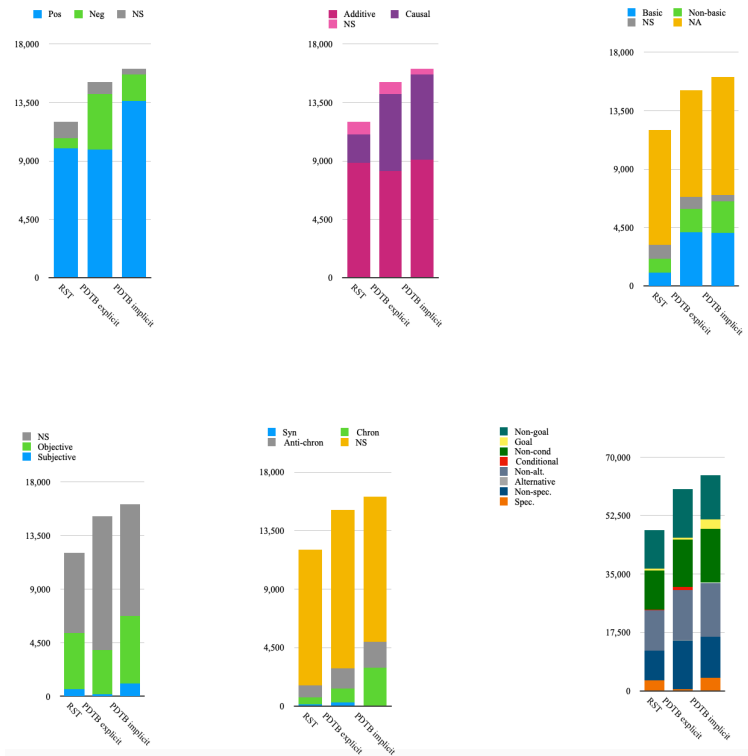 Pos Neg NS
18,000
13,500
9,000
4,500
0
RST PDTB explicit PDTB implicit
Additive Causal
NS
18,000
13,500
9,000
4,500
0
RST PDTB explicit PDTB implicit
Basic Non-basic
NS NA
18,000
13,500
9,000
4,500
0
RST PDTB explicit PDTB implicit
NS
Objective
Subjective
18,000
13,500
9,000
4,500
0
RST PDTB explicit PDTB implicit
Syn Chron
Anti-chron NS
18,000
13,500
9,000
4,500
0
RST PDTB explicit PDTB implicit
Non-goal
Goal
Non-cond
Conditional
Non-alt.
Alternative
Non-spec.
Spec.
70,000
52,500
35,000
17,500
0
RST PDTB explicit PDTB implicit